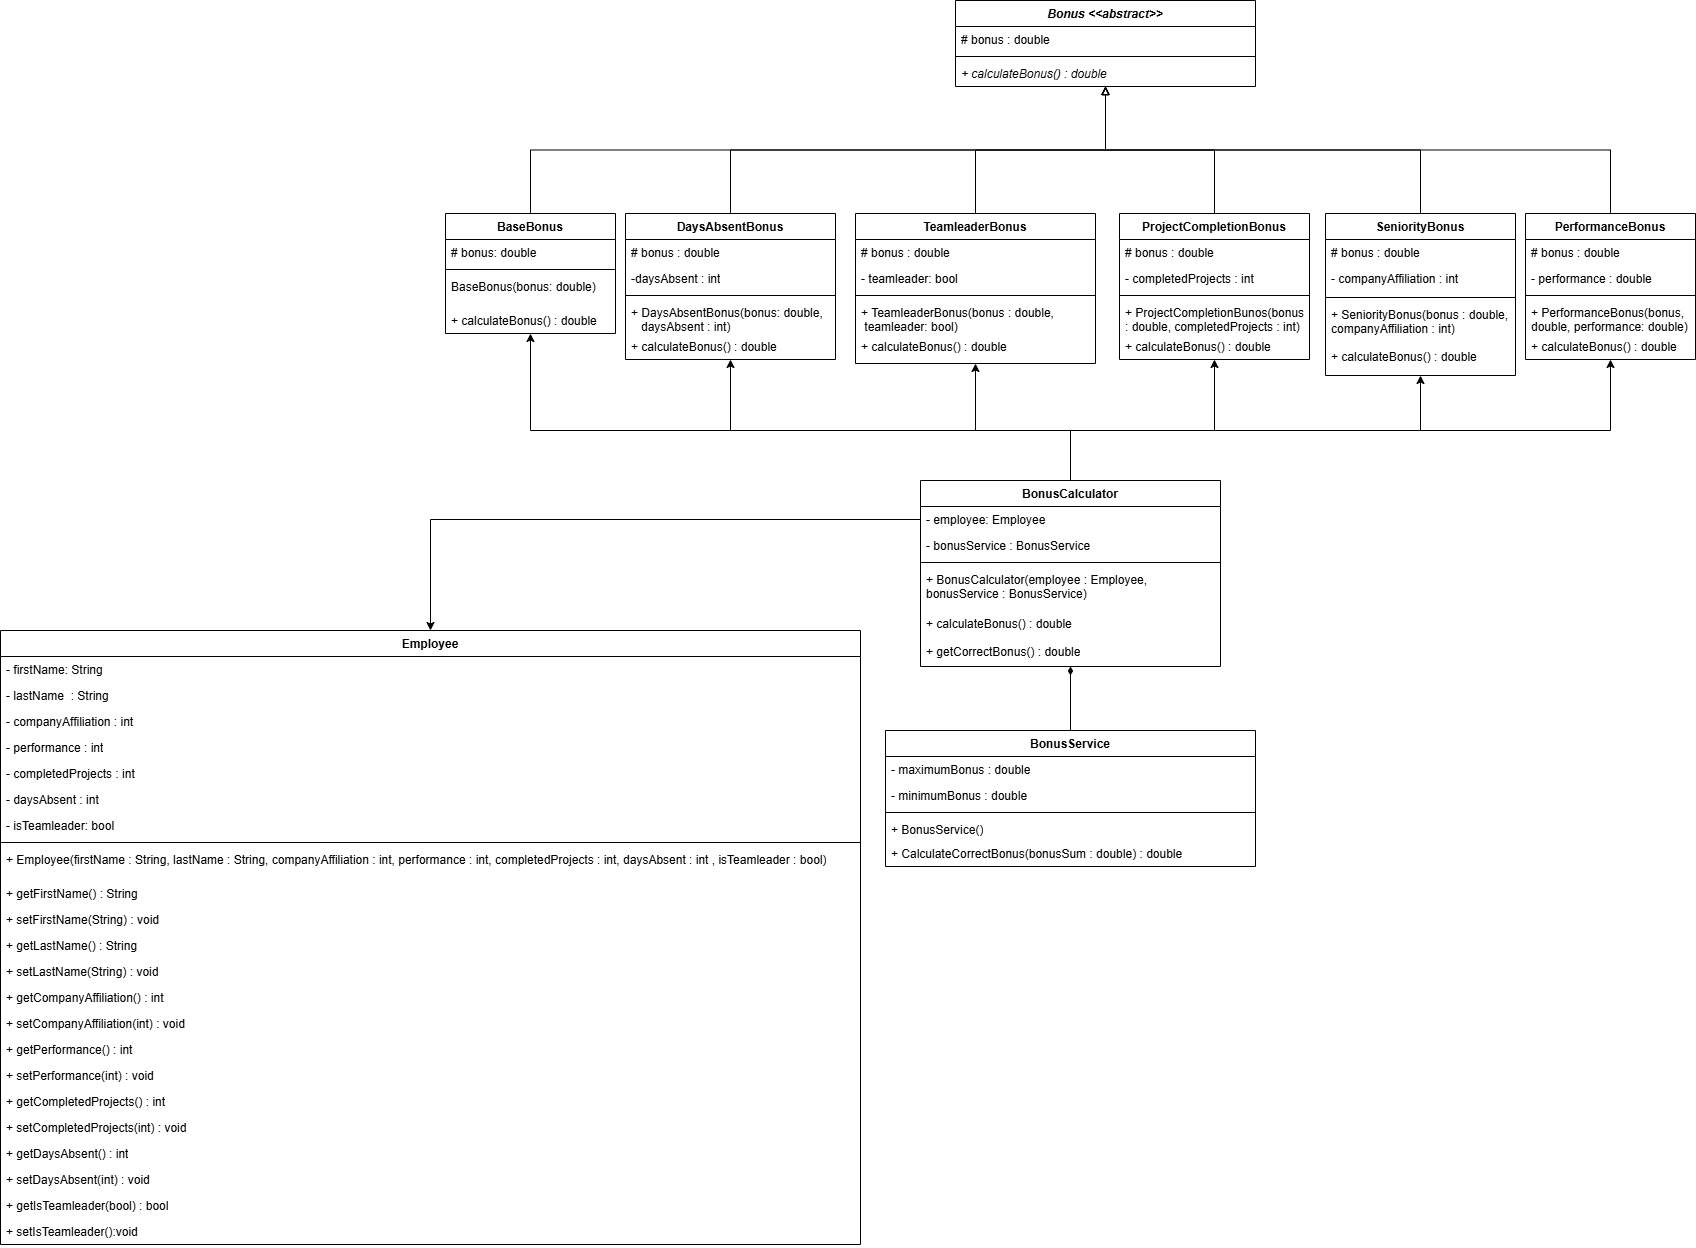 Bonus <<abstract>>
# bonus : double
+ calculateBonus() : double
BaseBonus
# bonus: double
BaseBonus(bonus: double)
+ calculateBonus() : double
DaysAbsentBonus
# bonus : double
-daysAbsent : int
+ DaysAbsentBonus(bonus: double,
daysAbsent : int)
+ calculateBonus() : double
TeamleaderBonus
# bonus : double
- teamleader: bool
+ TeamleaderBonus(bonus : double,
teamleader: bool)
+ calculateBonus() : double
ProjectCompletionBonus
# bonus : double
- completedProjects : int
+ ProjectCompletionBunos(bonus
: double, completedProjects : int)
+ calculateBonus() : double
SeniorityBonus
# bonus : double
- companyAffiliation : int
+ SeniorityBonus(bonus : double,
companyAffiliation : int)
+ calculateBonus() : double
PerformanceBonus
# bonus : double
- performance : double
+ PerformanceBonus(bonus,
double, performance: double)
+ calculateBonus() : double
BonusCalculator
- employee: Employee
- bonusService : BonusService
+ BonusCalculator(employee : Employee,
bonusService : BonusService)
+ calculateBonus() : double
+ getCorrectBonus() : double
Employee
- firstName: String
- lastName : String
- companyAffiliation : int
- performance : int
- completedProjects : int
- daysAbsent : int
- isTeamleader: bool
+ Employee(firstName : String, lastName : String, companyAffiliation : int, performance : int, completedProjects : int, daysAbsent : int , isTeamleader : bool)
+ getFirstName() : String
+ setFirstName(String) : void
+ getLastName() : String
+ setLastName(String) : void
+ getCompanyAffiliation() : int
+ setCompanyAffiliation(int) : void
+ getPerformance() : int
+ setPerformance(int) : void
+ getCompletedProjects() : int
+ setCompletedProjects(int) : void
+ getDaysAbsent() : int
+ setDaysAbsent(int) : void
+ getIsTeamleader(bool) : bool
+ setIsTeamleader():void
BonusService
- maximumBonus : double
- minimumBonus : double
+ BonusService()
+ CalculateCorrectBonus(bonusSum : double) : double